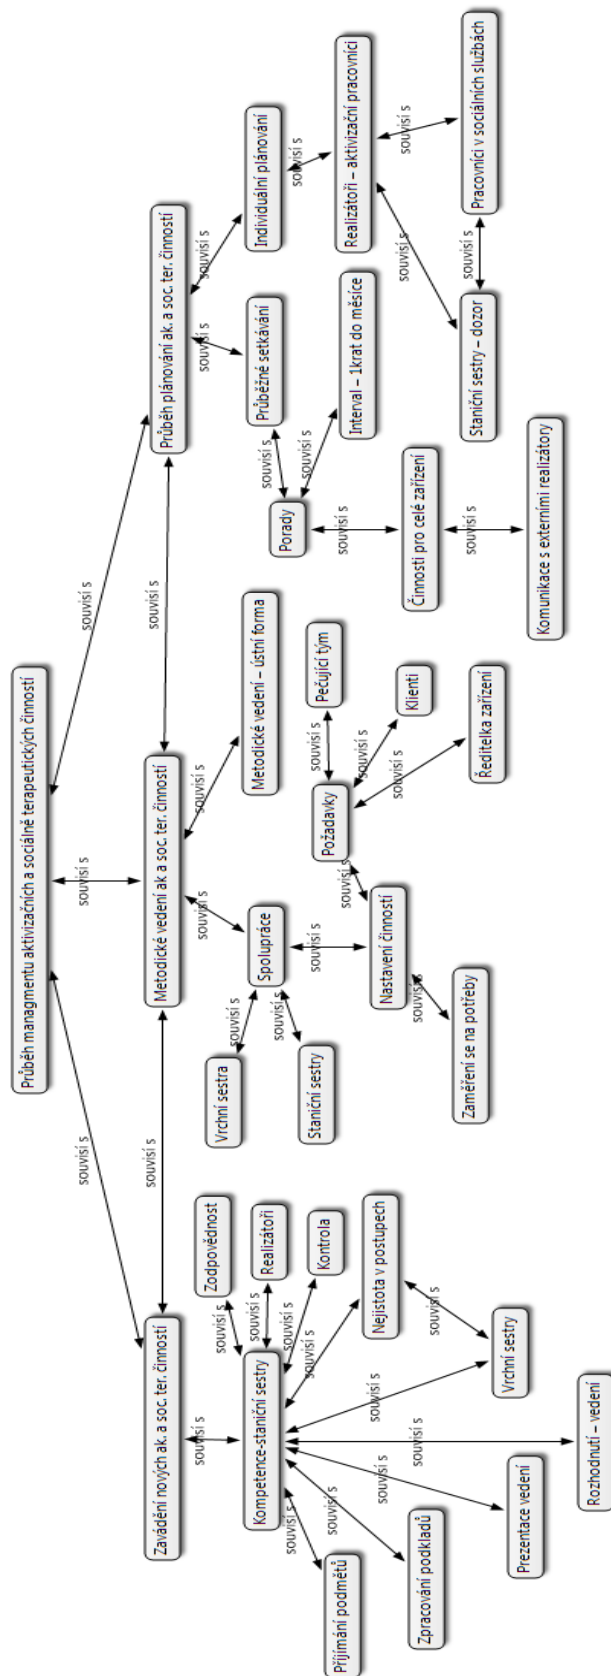 Průběh managmentu aktivizačních a sociálně terapeutických činností
souvisí s
souvisí s
souvisí s
Zavádění nových ak. a soc. ter. činností
souvisí s
Metodické vedení ak a soc. ter. činností
souvisí s
Průběh plánování ak. a soc. ter. činností
souvisí s
souvisí s
souvisí s
souvisí s
souvisí s
Kompetence-staniční sestry
Zodpovědnost
souvisí s
Realizátoři
souvisí s
Kontrola
souvisí s
Nejistota v postupech
souvisí s
souvisí s
Vrchní sestry
souvisí s
Rozhodnutí – vedení
souvisí s
Prezentace vedení
souvisí s
Zpracování podkladů
souvisí s
Příjímání podmětů
souvisí s
Spolupráce
Metodické vedení – ústní forma
Vrchní sestra
souvisí s
Staniční sestry
souvisí s
souvisí s
Nastavení činností
souvisí s
Zaměření se na potřeby
souvisí s
Požadavky
souvisí s
Pečující tým
souvisí s
Klienti
souvisí s
Ředitelka zařízení
Průběžné setkávání
Individuální plánování
souvisí s
Porady
souvisí s
Interval – 1krat do měsíce
souvisí s
Činnosti pro celé zařízení
souvisí s
Komunikace s externími realizátory
souvisí s
Realizátoři – aktivizační pracovníci
souvisí s
souvisí s
Staniční sestry – dozor
souvisí s
Pracovníci v sociálních službách